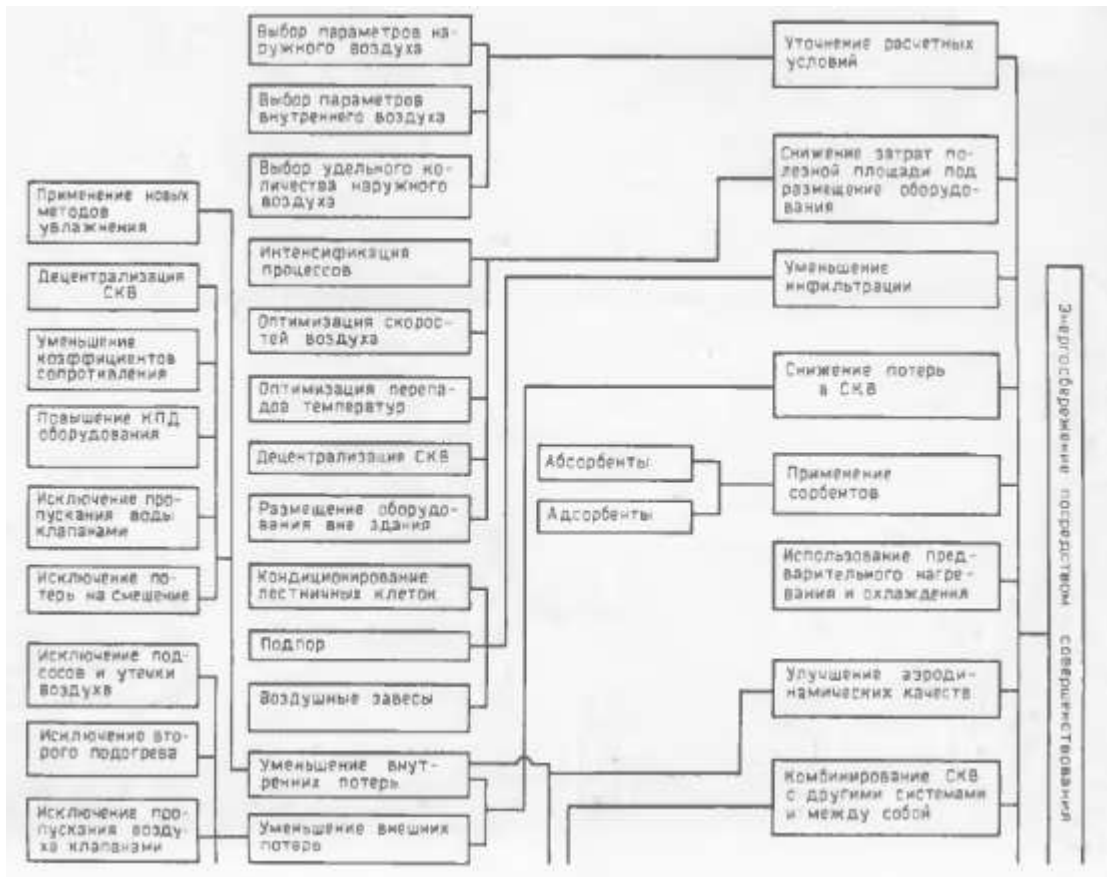 Применение новых
методов
увлажнения
Децентрализация
СКВ
Уменьшение
коэффициентов
сопротивления
Повышение КПД
оборудования
Исключение про-
пускания воды
клапанами
Исключение по-
терь на смешение
Исключение под-
сосов и утечки
воздуха
Исключение вто-
рого подогрева
Исключение про-
пускания возду-
ха клапанами
Выбор параметров на-
ружного воздуха
Выбор параметров
внутреннего воздуха
Выбор удельного ко-
личества наружного
воздуха
Интенсификация
процессов
Оптимизация скорос-
тей воздуха
Оптимизация перепа-
дов температур
Децентрализация СКВ
Размещение оборудо-
вания вне здания
Кондиционирование
лестничных клеток
Подпор
Воздушные завесы
Уменьшение внут-
ренних потерь
Уменьшение внешних
потерь
Абсорбенты
Адсорбенты
Уточнение расчетных
условий
Снижение затрат по-
лезной площади под
размещение оборудо-
вания
Уменьшение
инфильтрации
Снижение потерь
в СКВ
Применение
сорбентов
Использование пред-
варительного нагре-
вания и охлаждения
Улучшение аэроди-
намических качеств
Комбинирование СКВ
с другими системами
и между собой
Энергосбережение посредством совершенствования